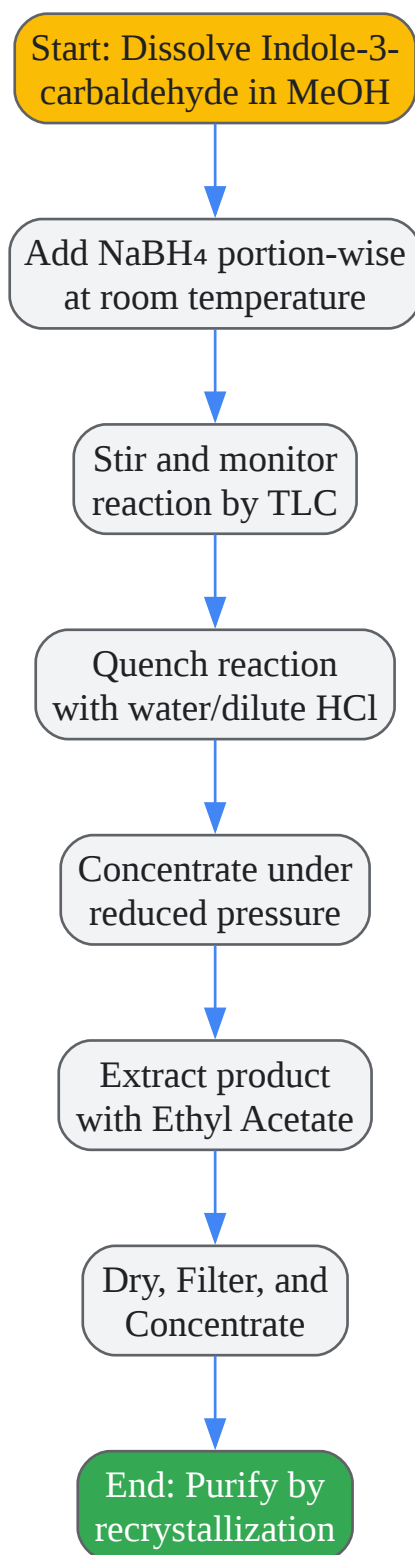 Start: Dissolve Indole-3-
carbaldehyde in MeOH
Add NaBH₄ portion-wise
at room temperature
Stir and monitor
reaction by TLC
Quench reaction
with water/dilute HCl
Concentrate under
reduced pressure
Extract product
with Ethyl Acetate
Dry, Filter, and
Concentrate
End: Purify by
recrystallization